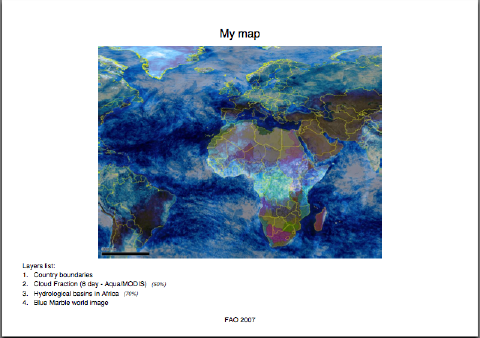 My map
Layers list:
1. Country boundaries
2. Cloud Fraction (8 day - Aqua/MODIS) (50%)
3. Hydrological basins in Africa (70%)
4. Blue Marble world image
FAO 2007